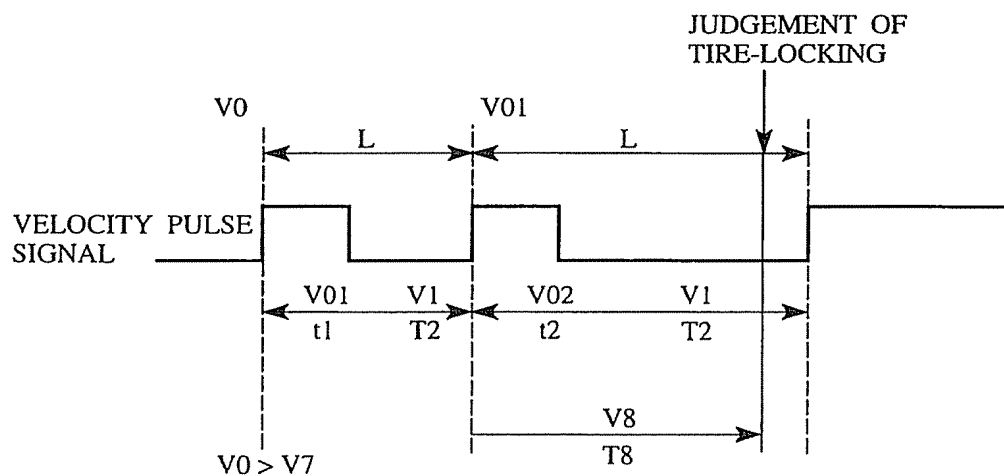 JUDGEMENT OF
TIRE-LOCKING
V0
V01
L
L
VELOCITY PULSE
SIGNAL
V01 V1 V02 V1
t1 T2 t2 T2
V8
T8
V0 > V7